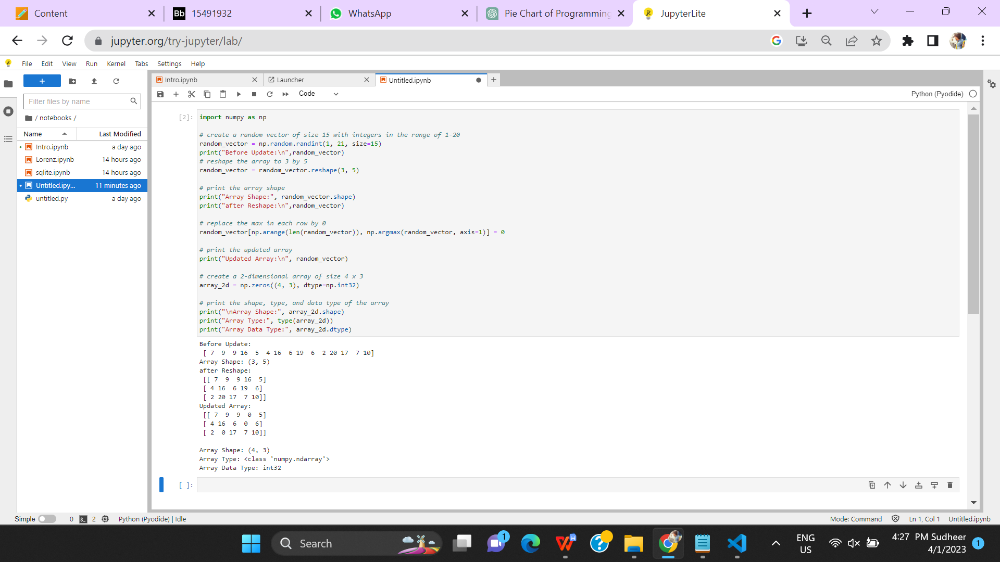 Content
15491932
WhatsApp
Pie Chart of Programming
JupyterLite
jupyter.org/try-jupyter/lab/
File Edit View Run Kernel Tabs Settings Help
Intro.ipynb
Launcher
Untitled.ipynb
Filter files by name
/ notebooks /
Name Last Modified
Intro.ipynb a day ago
Lorenz.ipynb 14 hours ago
sqlite.ipynb 14 hours ago
Untitled.ipy... 11 minutes ago
untitled.py a day ago
Code
Python (Pyodide)
[2]:
import numpy as np
# create a random vector of size 15 with integers in the range of 1-20
random_vector = np.random.randint(1, 21, size=15)
print("Before Update:\n",random_vector)
# reshape the array to 3 by 5
random_vector = random_vector.reshape(3, 5)
# print the array shape
print("Array Shape:", random_vector.shape)
print("after Reshape:\n",random_vector)
# replace the max in each row by 0
random_vector[np.arange(len(random_vector)), np.argmax(random_vector, axis=1)] = 0
# print the updated array
print("Updated Array:\n", random_vector)
# create a 2-dimensional array of size 4 x 3
array_2d = np.zeros((4, 3), dtype=np.int32)
# print the shape, type, and data type of the array
print("\nArray Shape:", array_2d.shape)
print("Array Type:", type(array_2d))
print("Array Data Type:", array_2d.dtype)
Before Update:
[ 7  9  9 16  5  4 16  6 19  6  2 20 17  7 10]
Array Shape: (3, 5)
after Reshape:
[[ 7  9  9 16  5]
[ 4 16  6 19  6]
[ 2 20 17  7 10]]
Updated Array:
[[ 7  9  9  0  5]
[ 4 16  6  0  6]
[ 2  0 17  7 10]]
Array Shape: (4, 3)
Array Type: <class 'numpy.ndarray'>
Array Data Type: int32
[ ]:
Simple 0 2 Python (Pyodide) | Idle
Mode: Command Ln 1, Col 1 Untitled.ipynb
Search
1
ENG
US
4:27 PM Sudheer
4/1/2023
1